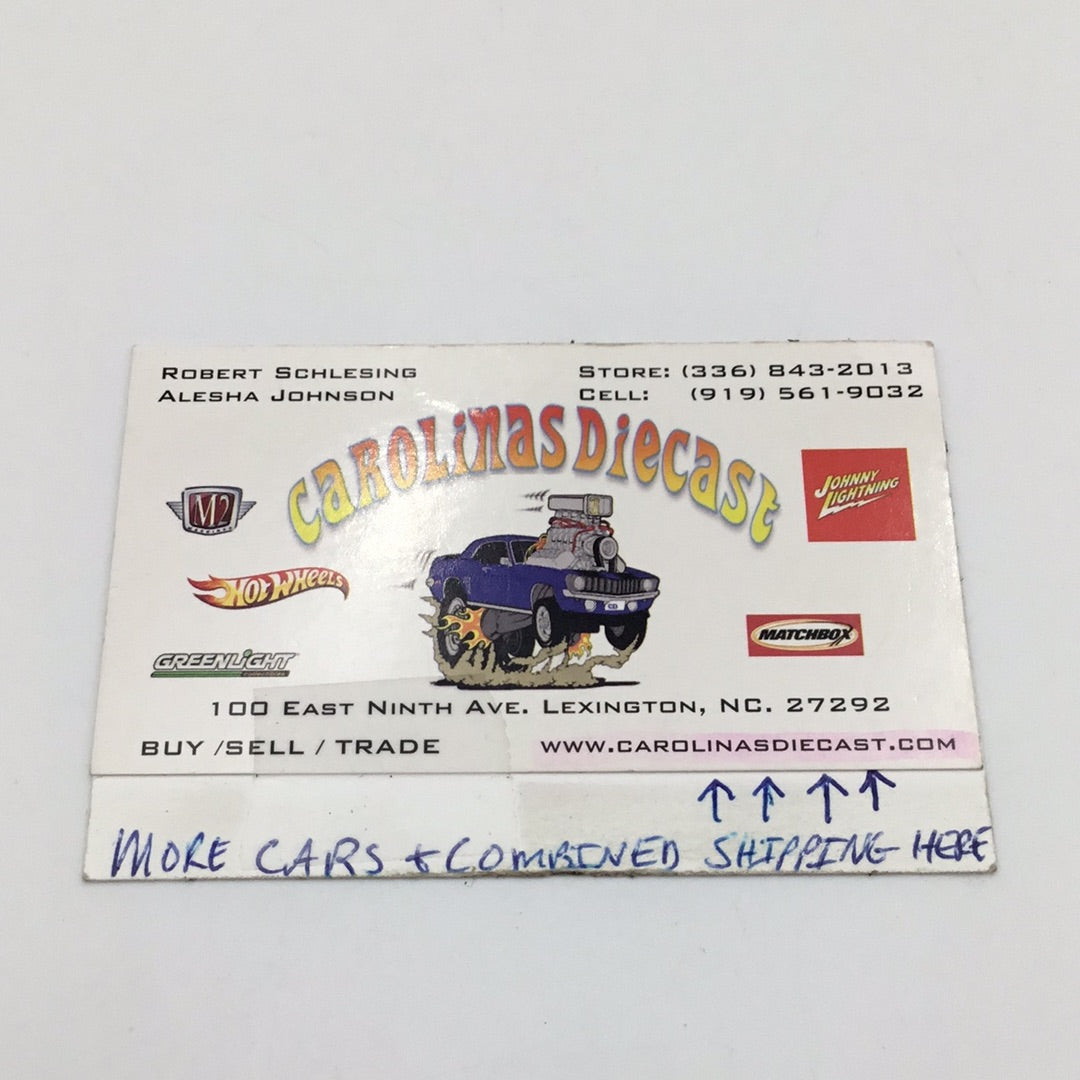 ROBERT SCHLESING
ALESHA JOHNSON
STORE: (336) 843-2013
CELL: (919) 561-9032
CAROLiNAS DiECAST
M2
MACHINES
JOHNNY LIGHTNING
HOT WHEELS
MATCHBOX
GREENLiGHT
100 EAST NINTH AVE. LEXINGTON, NC. 27292
BUY /SELL / TRADE
WWW.CAROLINASDIECAST.COM
MORE CARS + COMBINED SHIPPING HERE